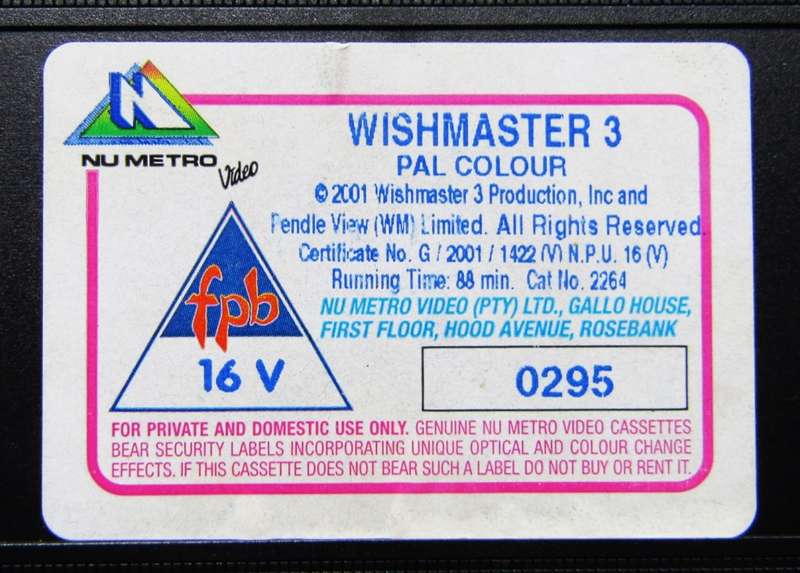 NU METRO
Video
WISHMASTER 3
PAL COLOUR
© 2001 Wishmaster 3 Production, Inc and
Pendle View (WM) Limited. All Rights Reserved.
Certificate No. G / 2001 / 1422 (V) N.P.U. 16 (V)
Running Time: 88 min. Cat No. 2264
NU METRO VIDEO (PTY) LTD., GALLO HOUSE,
FIRST FLOOR, HOOD AVENUE, ROSEBANK
fpb
16 V
0295
FOR PRIVATE AND DOMESTIC USE ONLY. GENUINE NU METRO VIDEO CASSETTES
BEAR SECURITY LABELS INCORPORATING UNIQUE OPTICAL AND COLOUR CHANGE
EFFECTS. IF THIS CASSETTE DOES NOT BEAR SUCH A LABEL DO NOT BUY OR RENT IT.